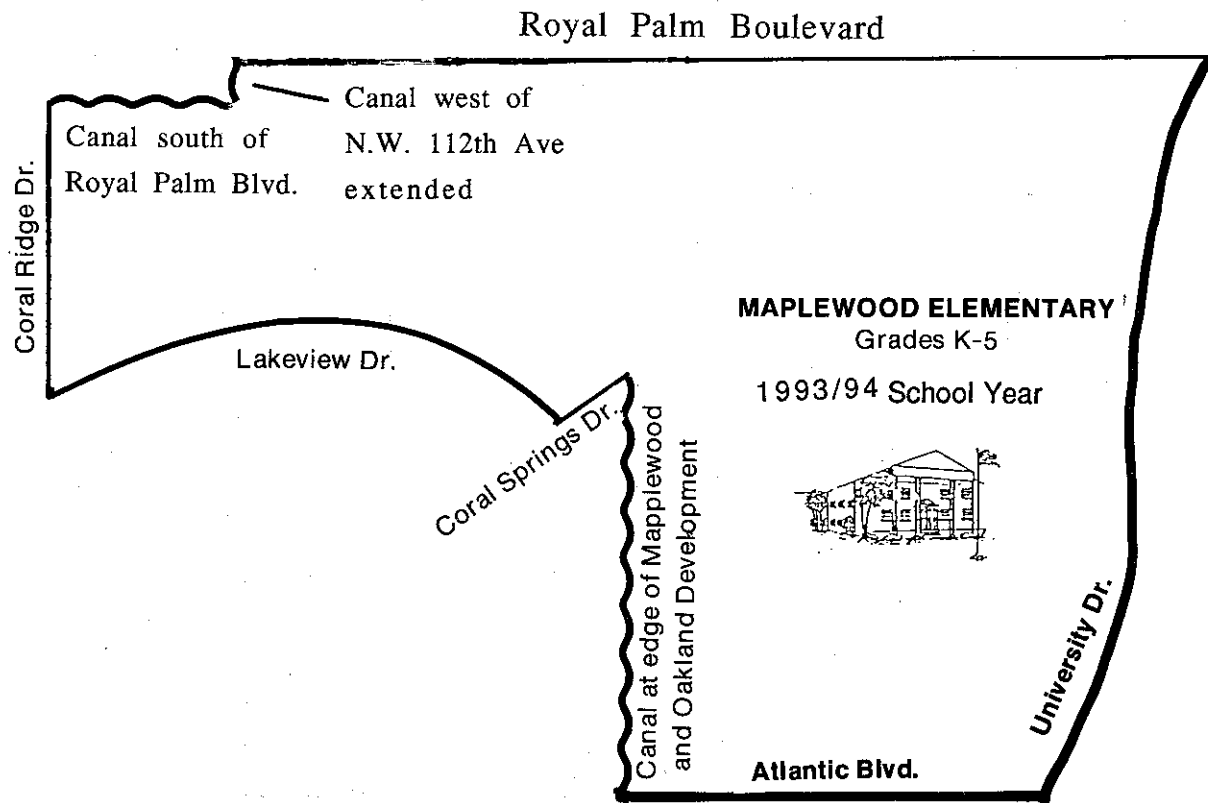 Royal Palm Boulevard
Canal west of
N.W. 112th Ave
extended
Canal south of
Royal Palm Blvd.
Coral Ridge Dr.
Lakeview Dr.
Coral Springs Dr.
MAPLEWOOD ELEMENTARY
Grades K-5
1993/94 School Year
Canal at edge of Mapplewood
and Oakland Development
University Dr.
Atlantic Blvd.